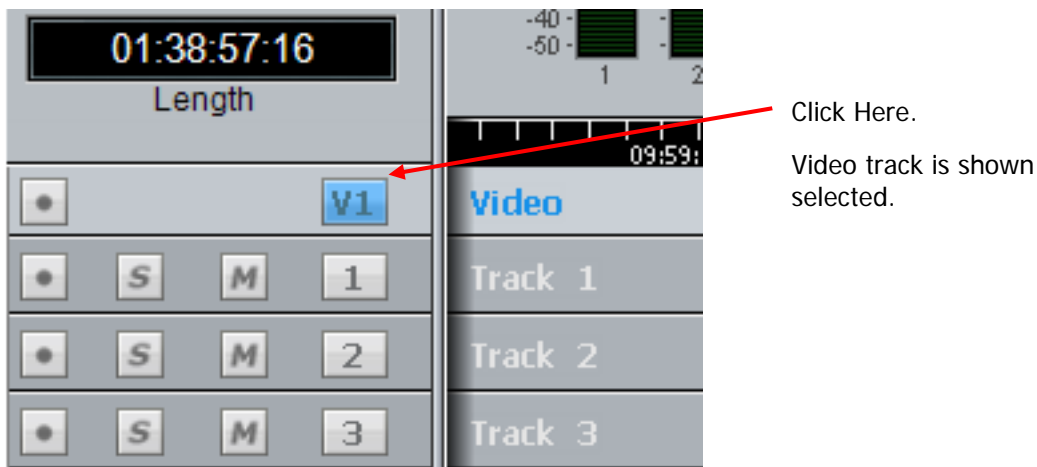 01:38:57:16
Length
-40 -
-50 -
1 2
09:59:
Click Here.
Video track is shown
selected.
V1 Video
S M 1 Track 1
S M 2 Track 2
S M 3 Track 3